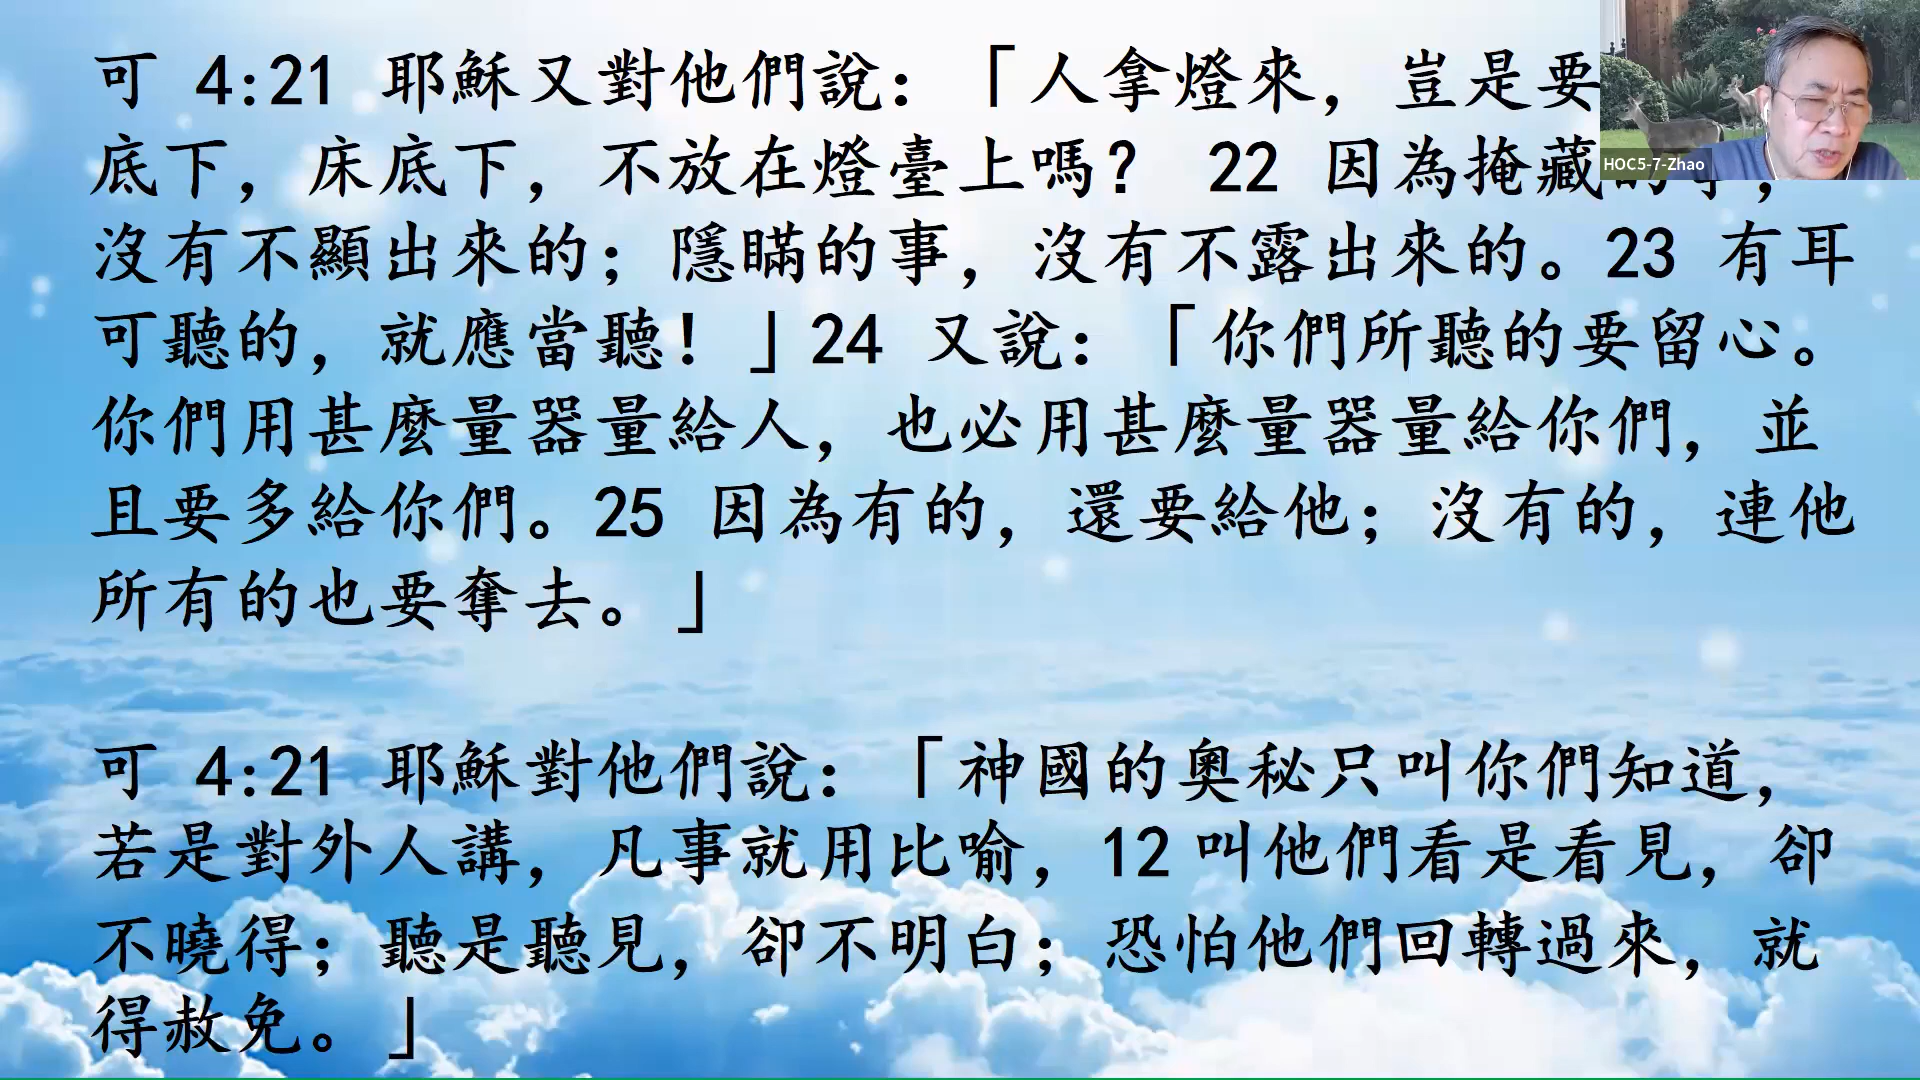 可 4:21 耶穌又對他們說：「人拿燈來，豈是要
底下，床底下，不放在燈臺上嗎？ 22 因為掩藏
沒有不顯出來的；隱瞞的事，沒有不露出來的。23 有耳
可聽的，就應當聽！」24 又說：「你們所聽的要留心。
你們用甚麼量器量給人，也必用甚麼量器量給你們，並
且要多給你們。25 因為有的，還要給他；沒有的，連他
所有的也要奪去。」
可 4:21 耶穌對他們說：「神國的奧秘只叫你們知道，
若是對外人講，凡事就用比喻，12 叫他們看是看見，卻
不曉得；聽是聽見，卻不明白；恐怕他們回轉過來，就
得赦免。」
HOC5-7-Zhao